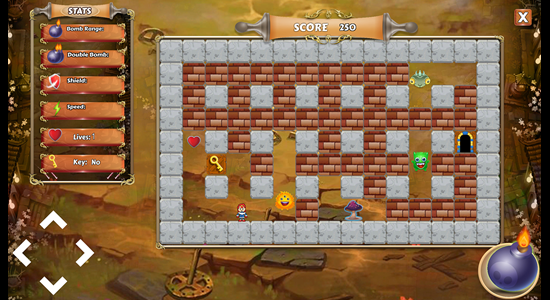 STATS
Bomb Range:
Double Bomb:
Shield:
Speed:
Lives: 1
Key: No
SCORE 250
X